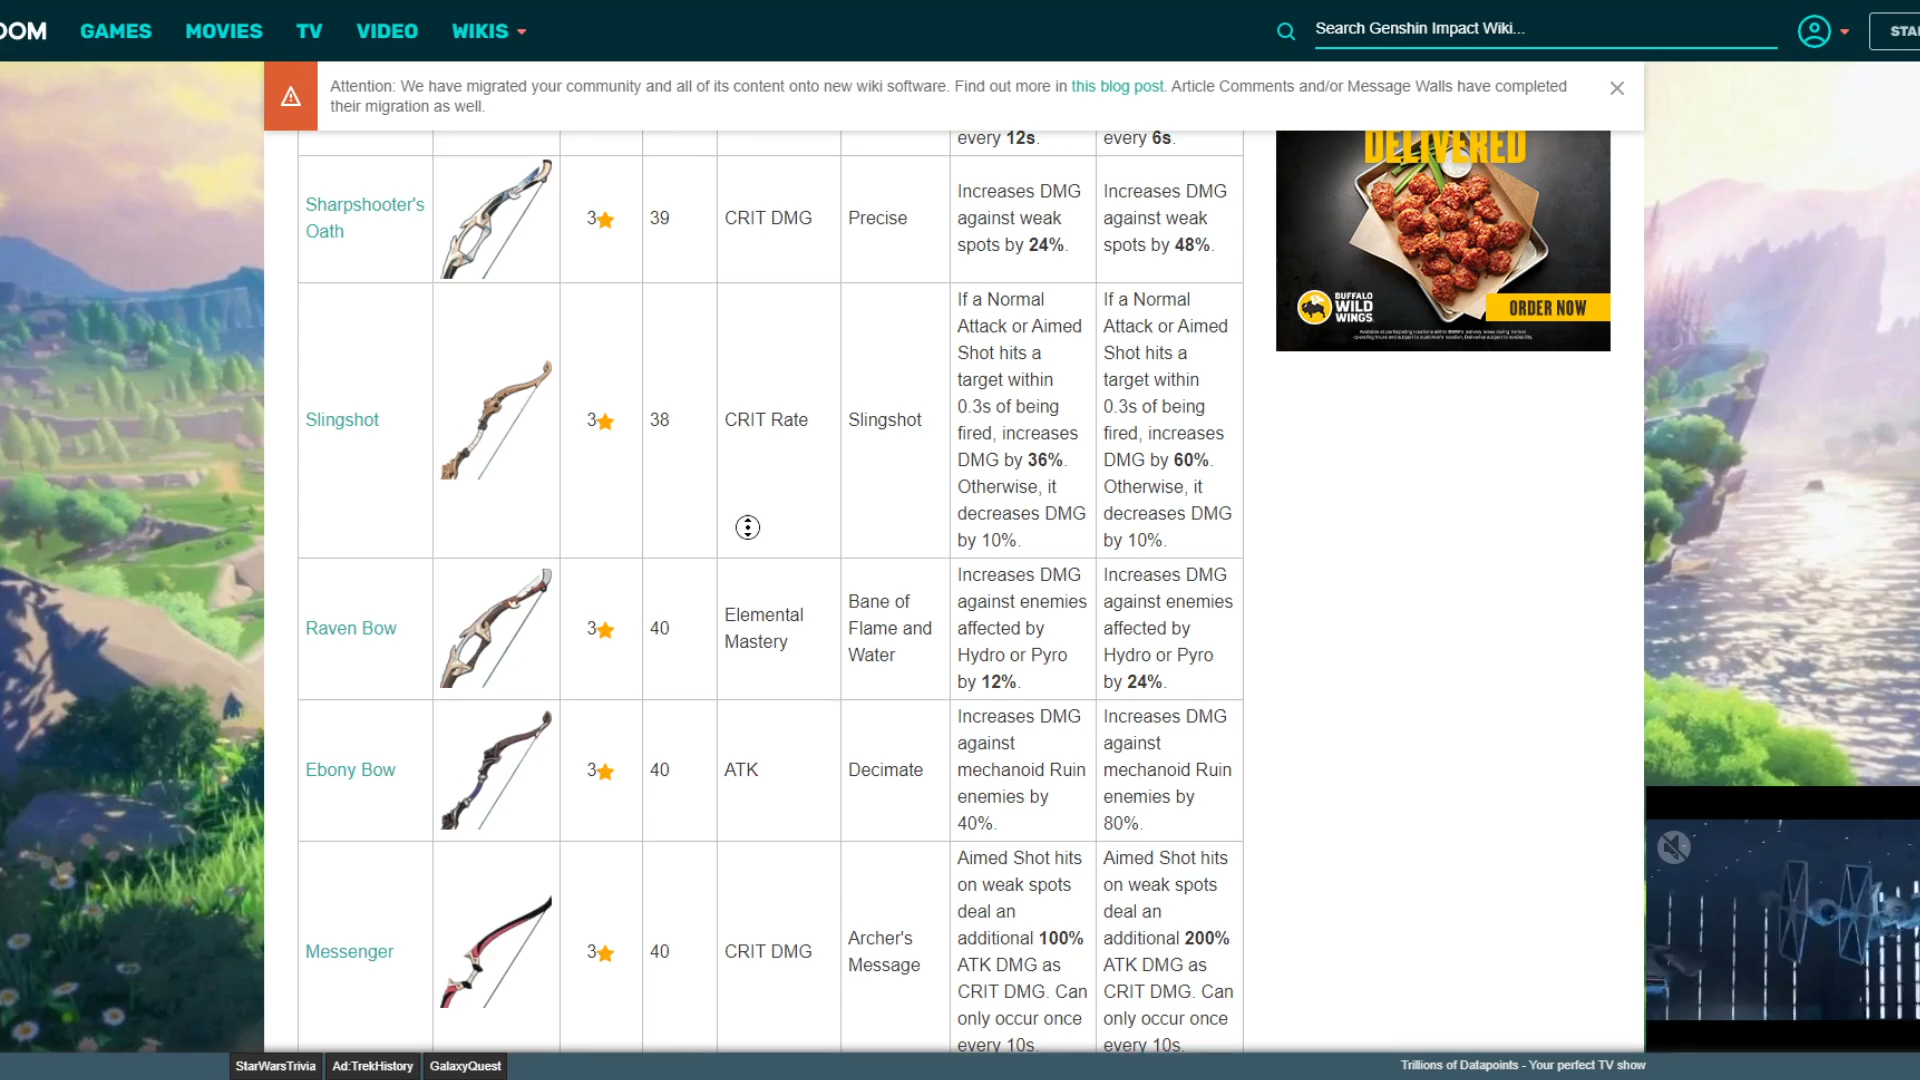 OOM GAMES MOVIES TV VIDEO WIKIS Search Genshin Impact Wiki... STA
Attention: We have migrated your community and all of its content onto new wiki software. Find out more in this blog post. Article Comments and/or Message Walls have completed
their migration as well.
every 12s. every 6s.
Sharpshooter's
Oath
3
39
CRIT DMG
Precise
Increases DMG
against weak
spots by 24%.
Increases DMG
against weak
spots by 48%.
Slingshot
3
38
CRIT Rate
Slingshot
If a Normal
Attack or Aimed
Shot hits a
target within
0.3s of being
fired, increases
DMG by 36%.
Otherwise, it
decreases DMG
by 10%.
If a Normal
Attack or Aimed
Shot hits a
target within
0.3s of being
fired, increases
DMG by 60%.
Otherwise, it
decreases DMG
by 10%.
Raven Bow
3
40
Elemental
Mastery
Bane of
Flame and
Water
Increases DMG
against enemies
affected by
Hydro or Pyro
by 12%.
Increases DMG
against enemies
affected by
Hydro or Pyro
by 24%.
Ebony Bow
3
40
ATK
Decimate
Increases DMG
against
mechanoid Ruin
enemies by
40%.
Increases DMG
against
mechanoid Ruin
enemies by
80%.
Messenger
3
40
CRIT DMG
Archer's
Message
Aimed Shot hits
on weak spots
deal an
additional 100%
ATK DMG as
CRIT DMG. Can
only occur once
every 10s.
Aimed Shot hits
on weak spots
deal an
additional 200%
ATK DMG as
CRIT DMG. Can
only occur once
every 10s.
DELIVERED
BUFFALO
WILD
WINGS
ORDER NOW
StarWarsTrivia Ad:TrekHistory GalaxyQuest Trillions of Datapoints - Your perfect TV show